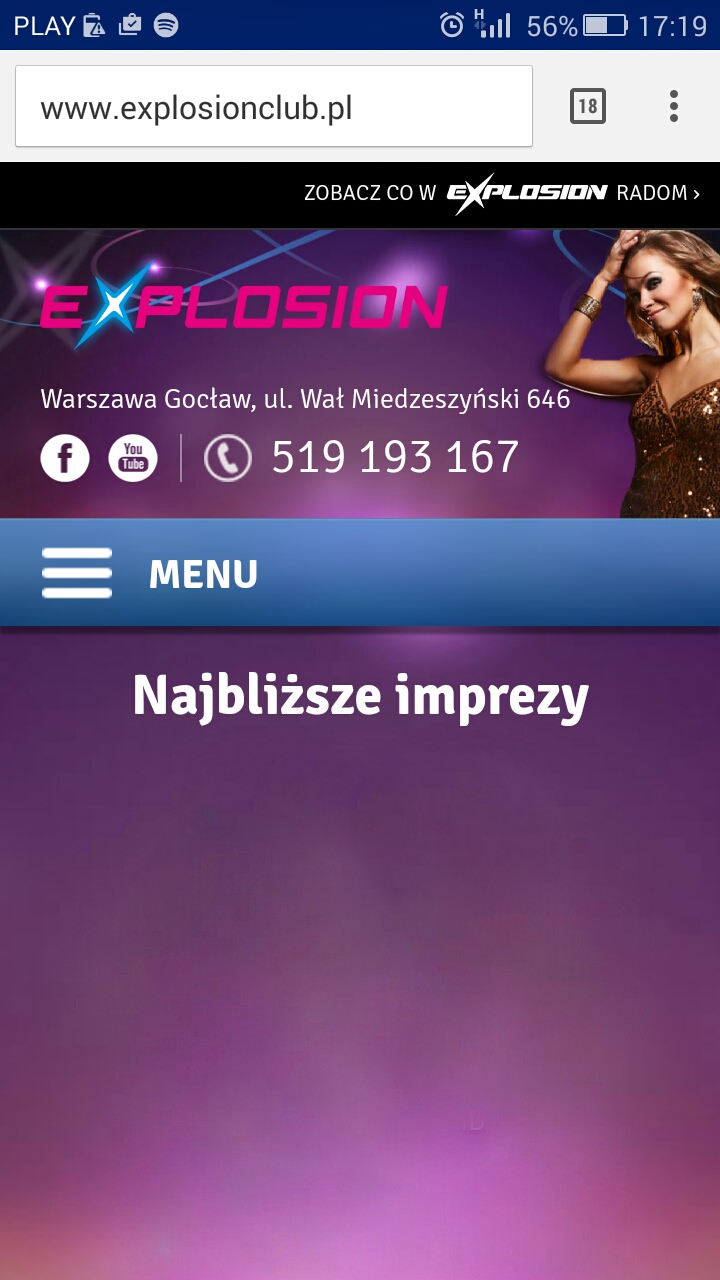 PLAY H 56% 17:19
www.explosionclub.pl 18
ZOBACZ CO W EXPLOSION RADOM ›
EXPLOSION
Warszawa Gocław, ul. Wał Miedzeszyński 646
f You Tube 519 193 167
MENU
Najbliższe imprezy